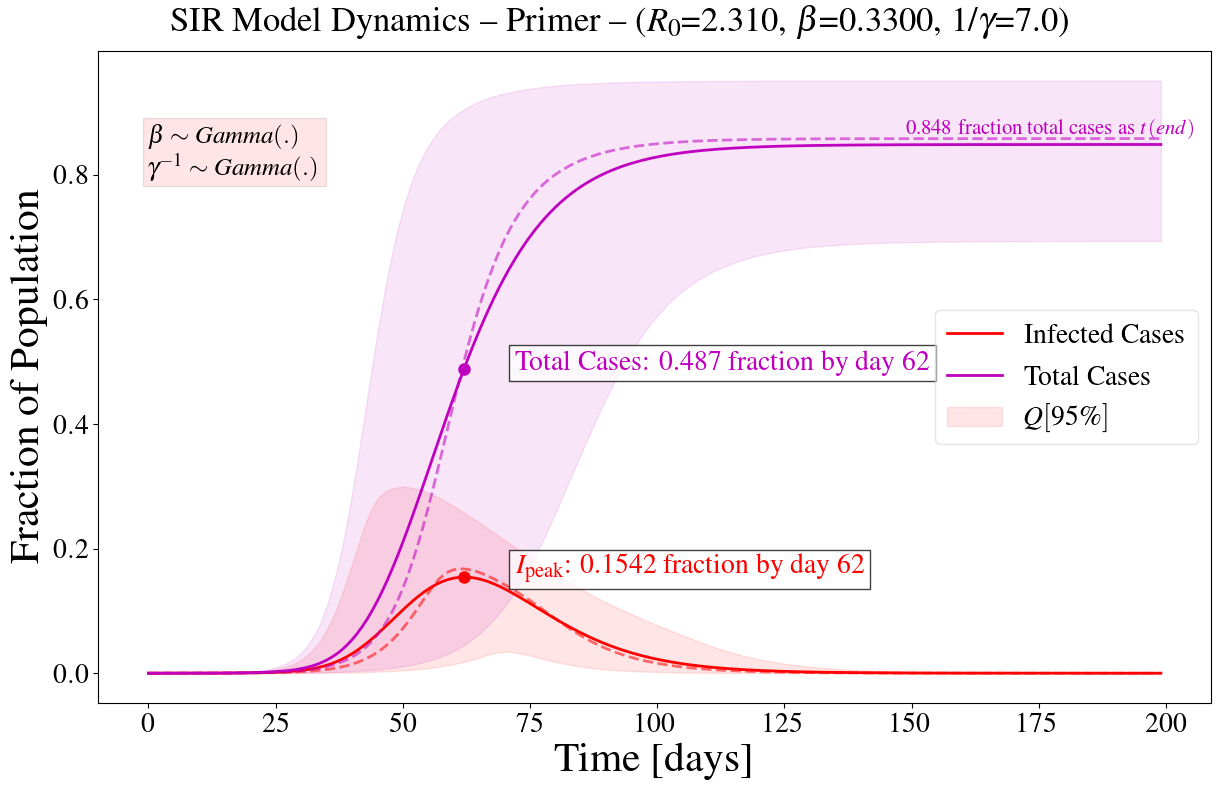 SIR Model Dynamics – Primer – (R₀=2.310, β=0.3300, 1/γ=7.0)
β ∼ Gamma(.)
γ⁻¹ ∼ Gamma(.)
0.848 fraction total cases as t(end)
Total Cases: 0.487 fraction by day 62
I_peak: 0.1542 fraction by day 62
Infected Cases
Total Cases
Q[95%]
Fraction of Population
0.8
0.6
0.4
0.2
0.0
0 25 50 75 100 125 150 175 200
Time [days]